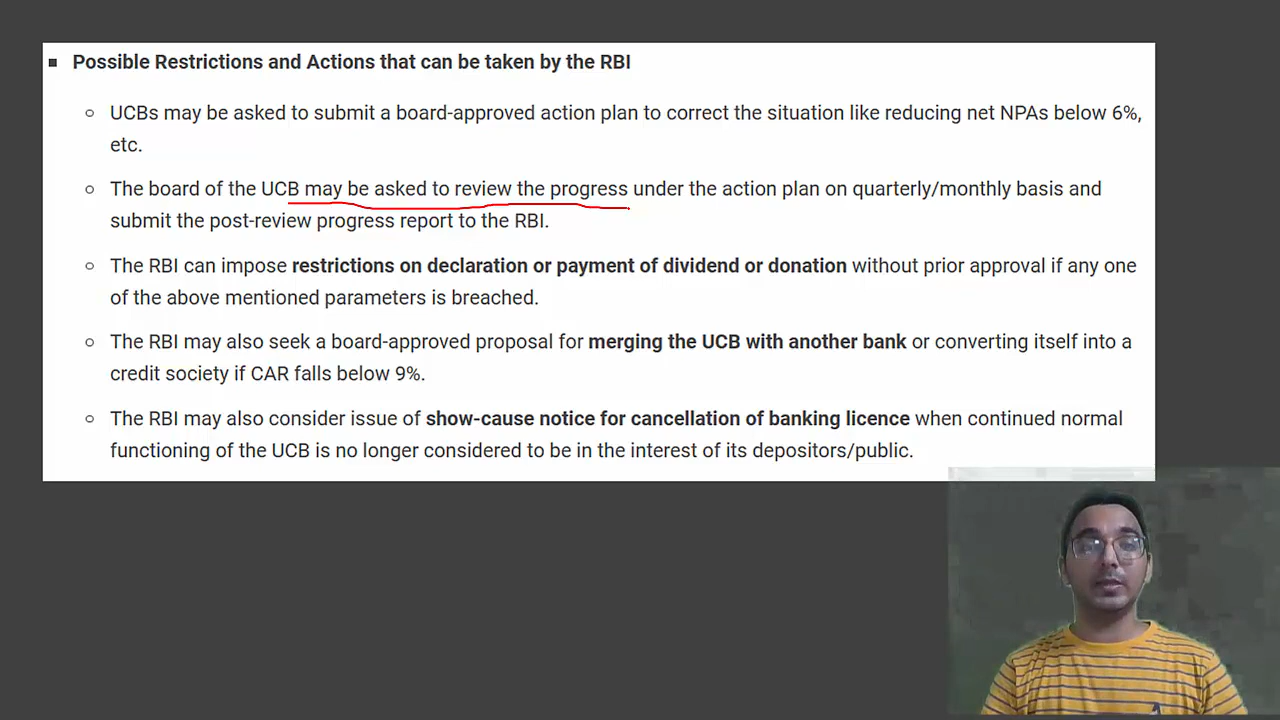 Possible Restrictions and Actions that can be taken by the RBI
UCBs may be asked to submit a board-approved action plan to correct the situation like reducing net NPAs below 6%,
etc.
The board of the UCB may be asked to review the progress under the action plan on quarterly/monthly basis and
submit the post-review progress report to the RBI.
The RBI can impose restrictions on declaration or payment of dividend or donation without prior approval if any one
of the above mentioned parameters is breached.
The RBI may also seek a board-approved proposal for merging the UCB with another bank or converting itself into a
credit society if CAR falls below 9%.
The RBI may also consider issue of show-cause notice for cancellation of banking licence when continued normal
functioning of the UCB is no longer considered to be in the interest of its depositors/public.